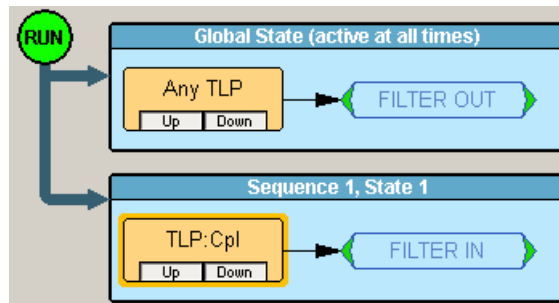 RUN
Global State (active at all times)
Any TLP
FILTER OUT
Up Down
Sequence 1, State 1
TLP:Cpl
FILTER IN
Up Down